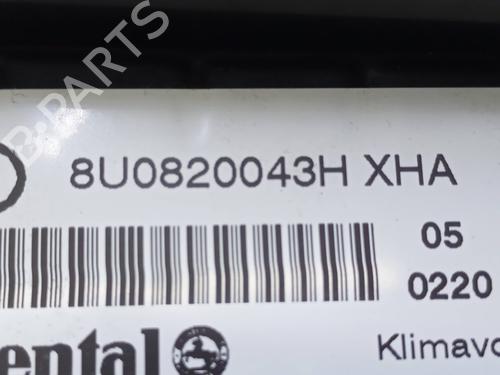 B-PARTS
8U0820043H XHA
05
0220
ental
Klimavo